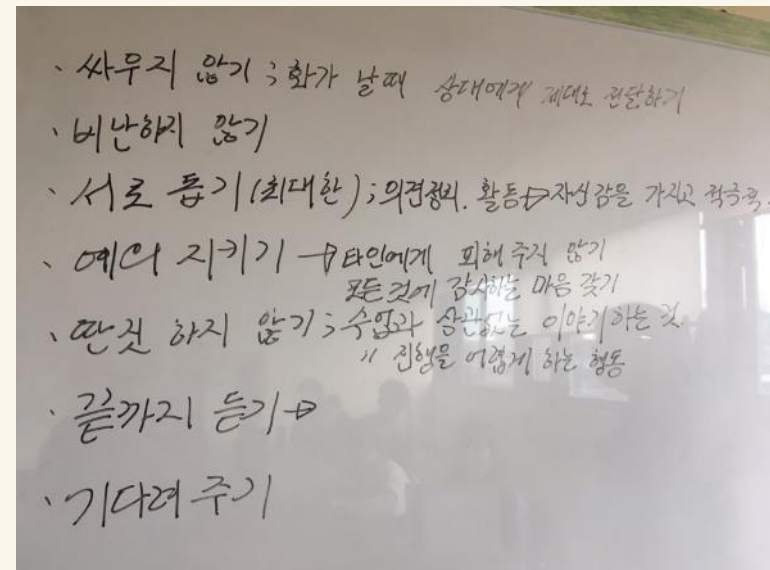 · 싸우지 않기 ; 화가 날때 상대에게 제대로 전달하기
· 비난하지 않기
· 서로 돕기 (최대한) ; 의견정리. 활동 → 자신감을 가지고 적극적
· 예의 지키기 → 타인에게 피해 주지 않기
모든 것에 감사하는 마음 갖기
· 딴짓 하지 않기 ; 수업과 상관없는 이야기하는 것.
〃 진행을 어렵게 하는 행동
· 끝까지 듣기 →
· 기다려 주기